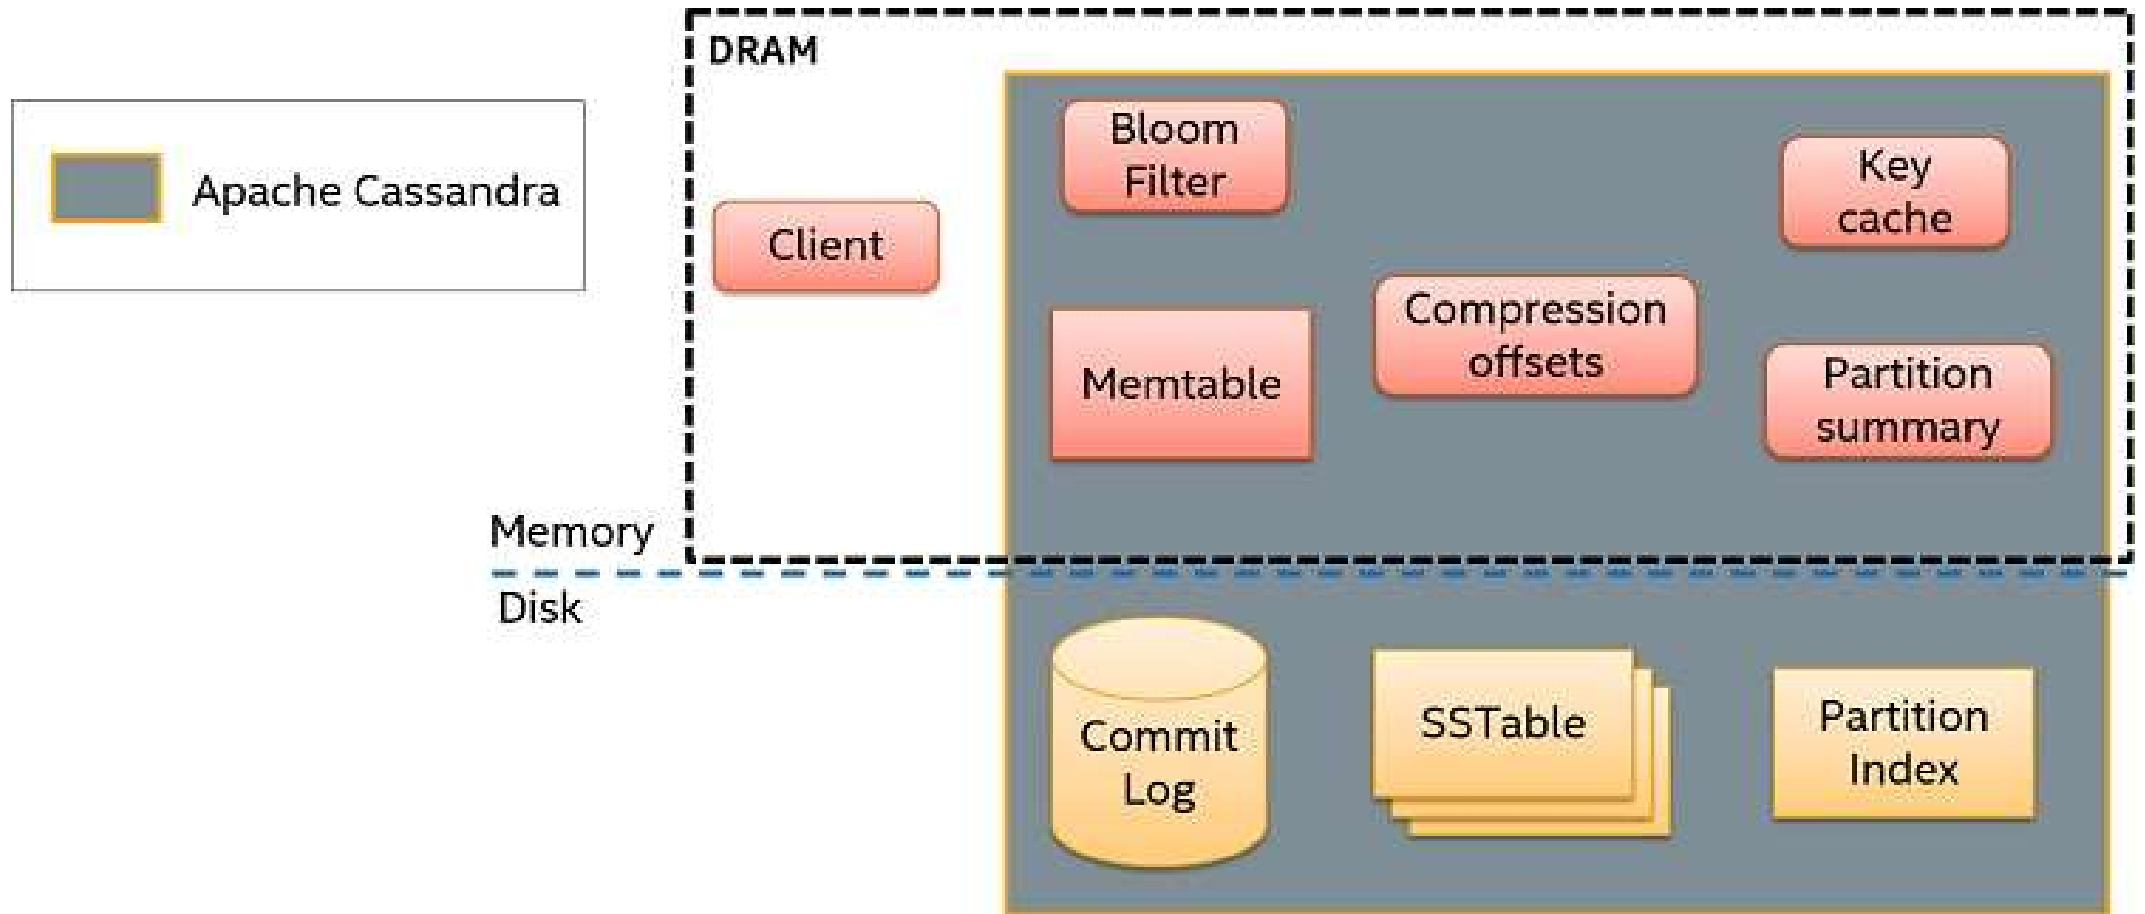 DRAM
Apache Cassandra
Client
Bloom
Filter
Key
cache
Compression
offsets
Memtable
Partition
summary
Memory
Disk
Commit
Log
SSTable
Partition
Index